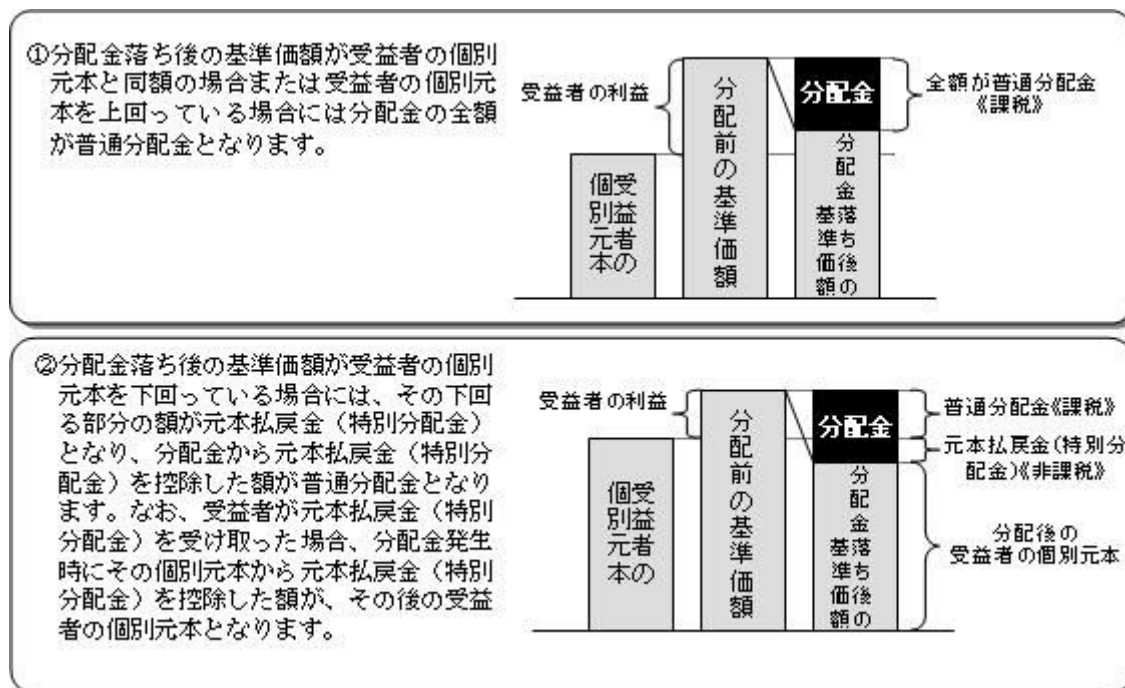 ①分配金落ち後の基準価額が受益者の個別
元本と同額の場合または受益者の個別元
本を上回っている場合には分配金の全額
が普通分配金となります。
受益者の利益
個別元本
受益者の
分配前の基準価額
分配金
分配金
基準価額
落ち後の
全額が普通分配金
《課税》
②分配金落ち後の基準価額が受益者の個別
元本を下回っている場合には、その下回
る部分の額が元本払戻金（特別分配金）
となり、分配金から元本払戻金（特別分
配金）を控除した額が普通分配金となり
ます。なお、受益者が元本払戻金（特別
分配金）を受け取った場合、分配金発生
時にその個別元本から元本払戻金（特別
分配金）を控除した額が、その後の受益
者の個別元本となります。
受益者の利益
個別元本
受益者の
分配前の基準価額
分配金
分配金
基準価額
落ち後の
普通分配金《課税》
元本払戻金(特別分
配金)《非課税》
分配後の
受益者の個別元本